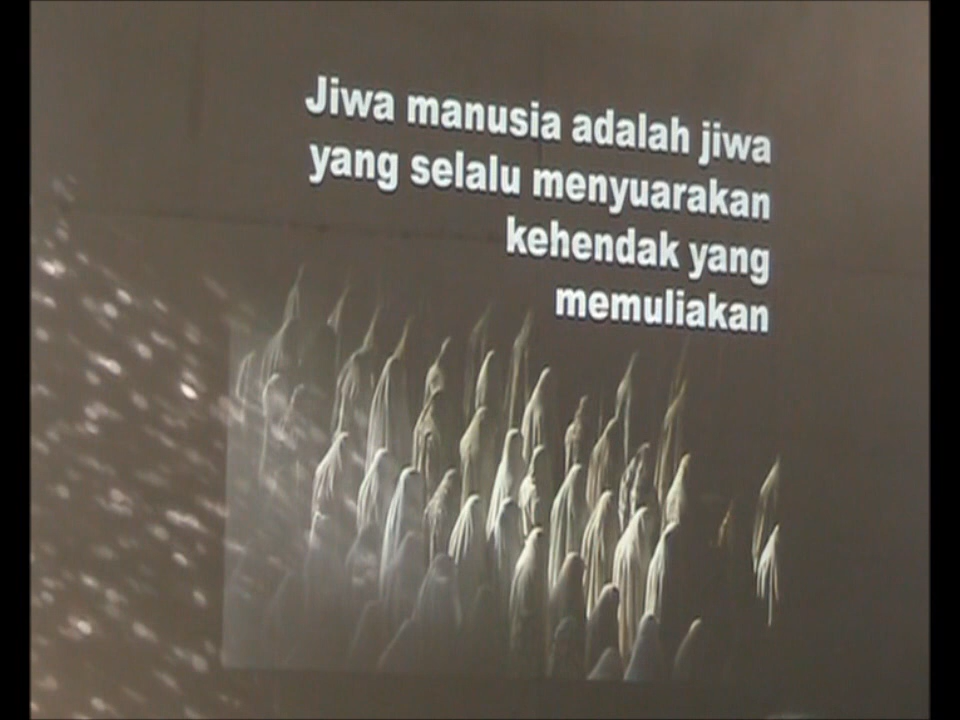 Jiwa manusia adalah jiwa
yang selalu menyuarakan
kehendak yang
memuliakan